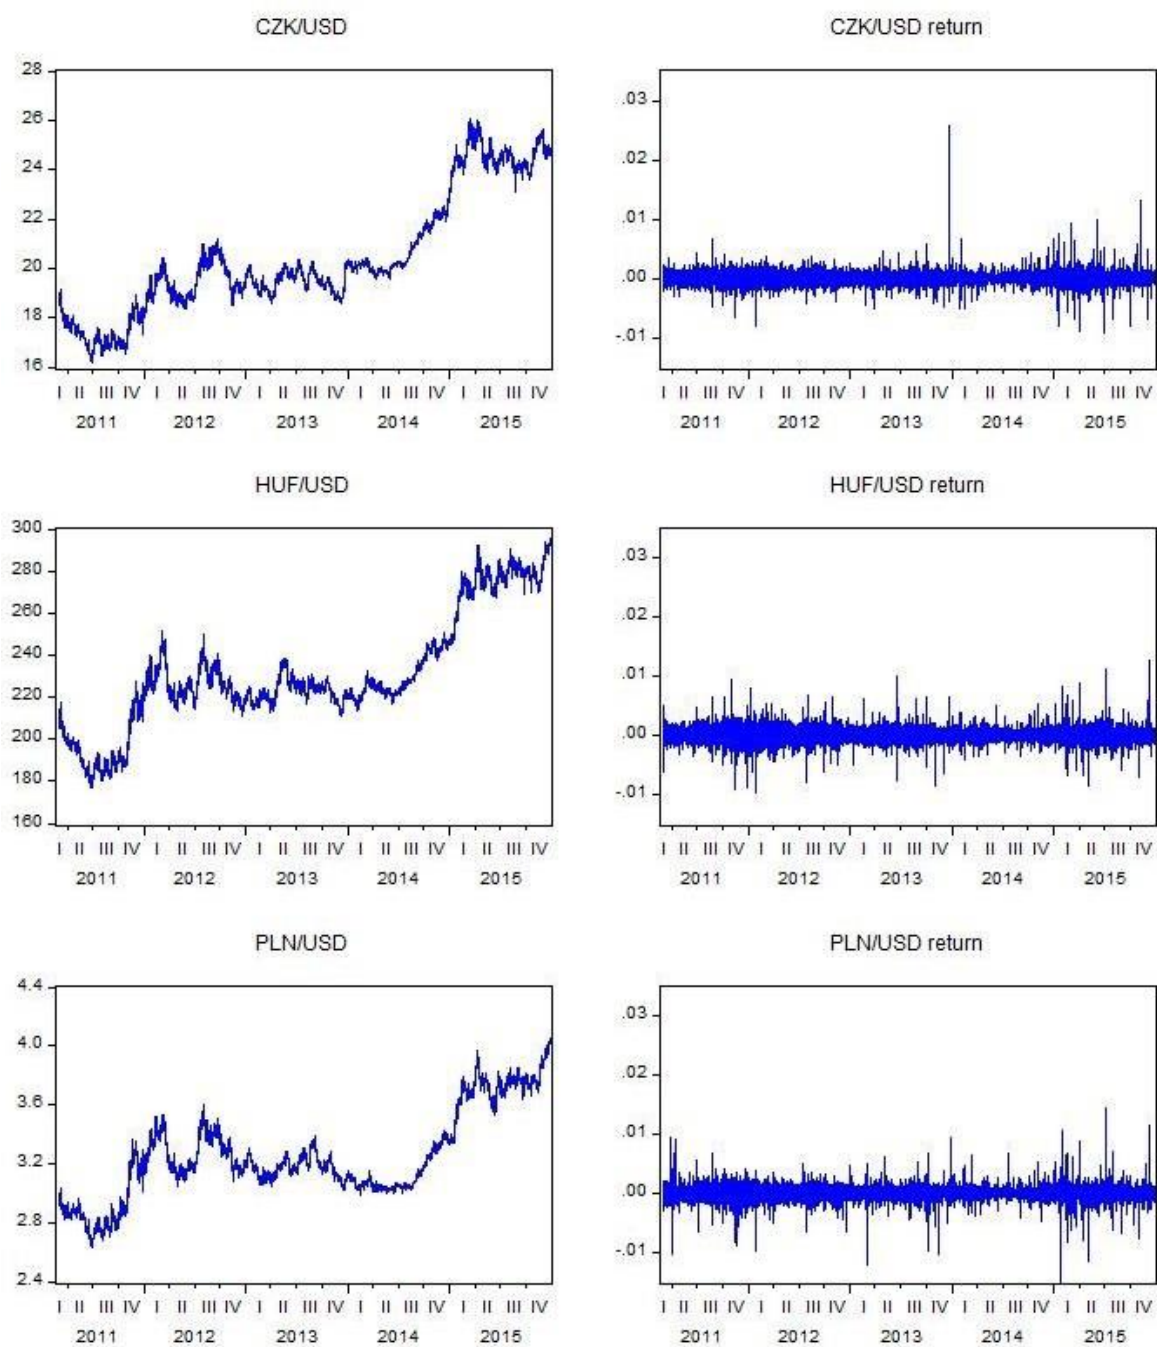 CZK/USD
28
26
24
22
20
18
16
I II III IV I II III IV I II III IV I II III IV I II III IV
2011 2012 2013 2014 2015
CZK/USD return
.03
.02
.01
.00
-.01
I II III IV I II III IV I II III IV I II III IV I II III IV
2011 2012 2013 2014 2015
HUF/USD
300
280
260
240
220
200
180
160
I II III IV I II III IV I II III IV I II III IV I II III IV
2011 2012 2013 2014 2015
HUF/USD return
.03
.02
.01
.00
-.01
I II III IV I II III IV I II III IV I II III IV I II III IV
2011 2012 2013 2014 2015
PLN/USD
4.4
4.0
3.6
3.2
2.8
2.4
I II III IV I II III IV I II III IV I II III IV I II III IV
2011 2012 2013 2014 2015
PLN/USD return
.03
.02
.01
.00
-.01
I II III IV I II III IV I II III IV I II III IV I II III IV
2011 2012 2013 2014 2015